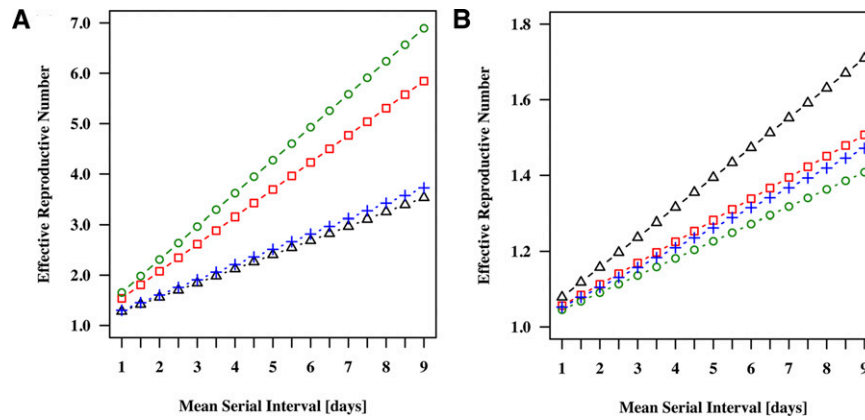 A
Effective Reproductive Number
7.0
6.0
5.0
4.0
3.0
2.0
1.0
1 2 3 4 5 6 7 8 9
Mean Serial Interval [days]
B
Effective Reproductive Number
1.8
1.6
1.4
1.2
1.0
1 2 3 4 5 6 7 8 9
Mean Serial Interval [days]